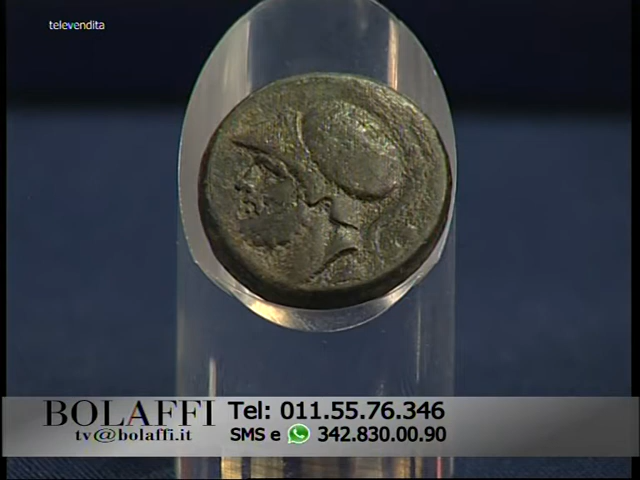 televendita
BOLAFFI
tv@bolaffi.it
Tel: 011.55.76.346
SMS e 342.830.00.90